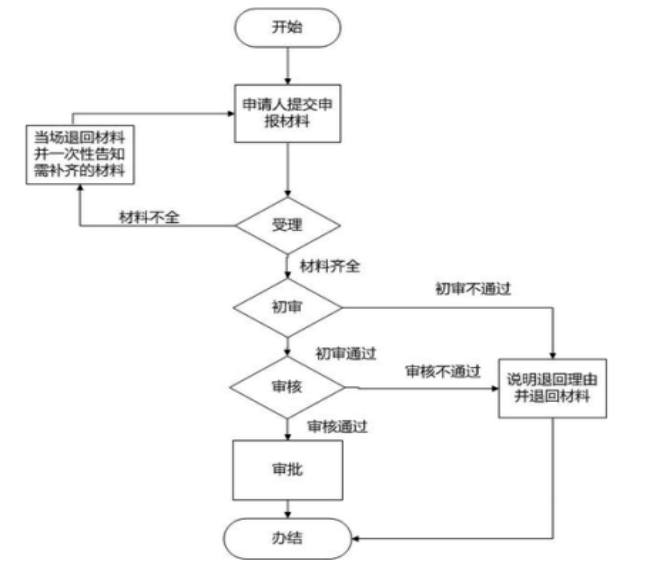 开始
申请人提交申
报材料
当场退回材料
并一次性告知
需补齐的材料
材料不全
受理
材料齐全
初审不通过
初审
初审通过
审核不通过
审核
说明退回理由
并退回材料
审核通过
审批
办结